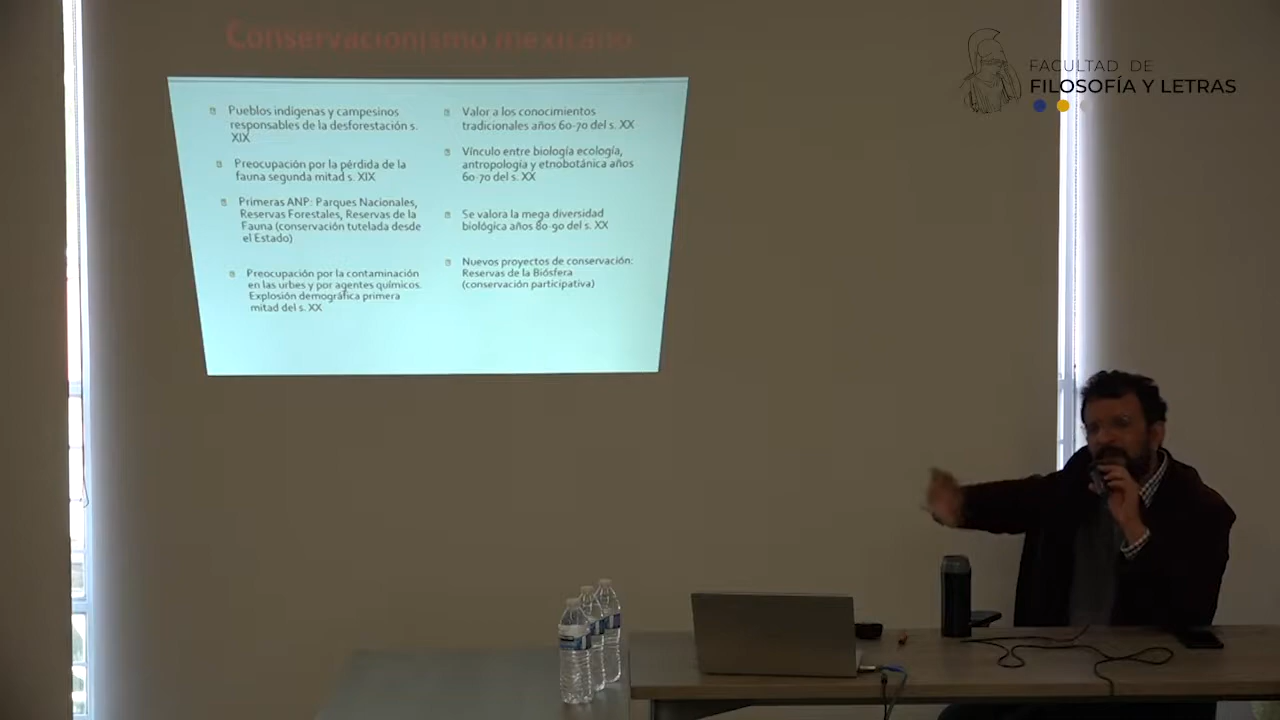 Conservacionismo mexicano
Pueblos indígenas y campesinos
responsables de la desforestación s.
XIX
Preocupación por la pérdida de la
fauna segunda mitad s. XIX
Primeras ANP: Parques Nacionales,
Reservas Forestales, Reservas de la
Fauna (conservación tutelada desde
el Estado)
Preocupación por la contaminación
en las urbes y por agentes químicos.
Explosión demográfica primera
mitad del s. XX
Valor a los conocimientos
tradicionales años 60-70 del s. XX
Vínculo entre biología ecología,
antropología y etnobotánica años
60-70 del s. XX
Se valora la mega diversidad
biológica años 80-90 del s. XX
Nuevos proyectos de conservación:
Reservas de la Biósfera
(conservación participativa)
FACULTAD DE
FILOSOFÍA Y LETRAS